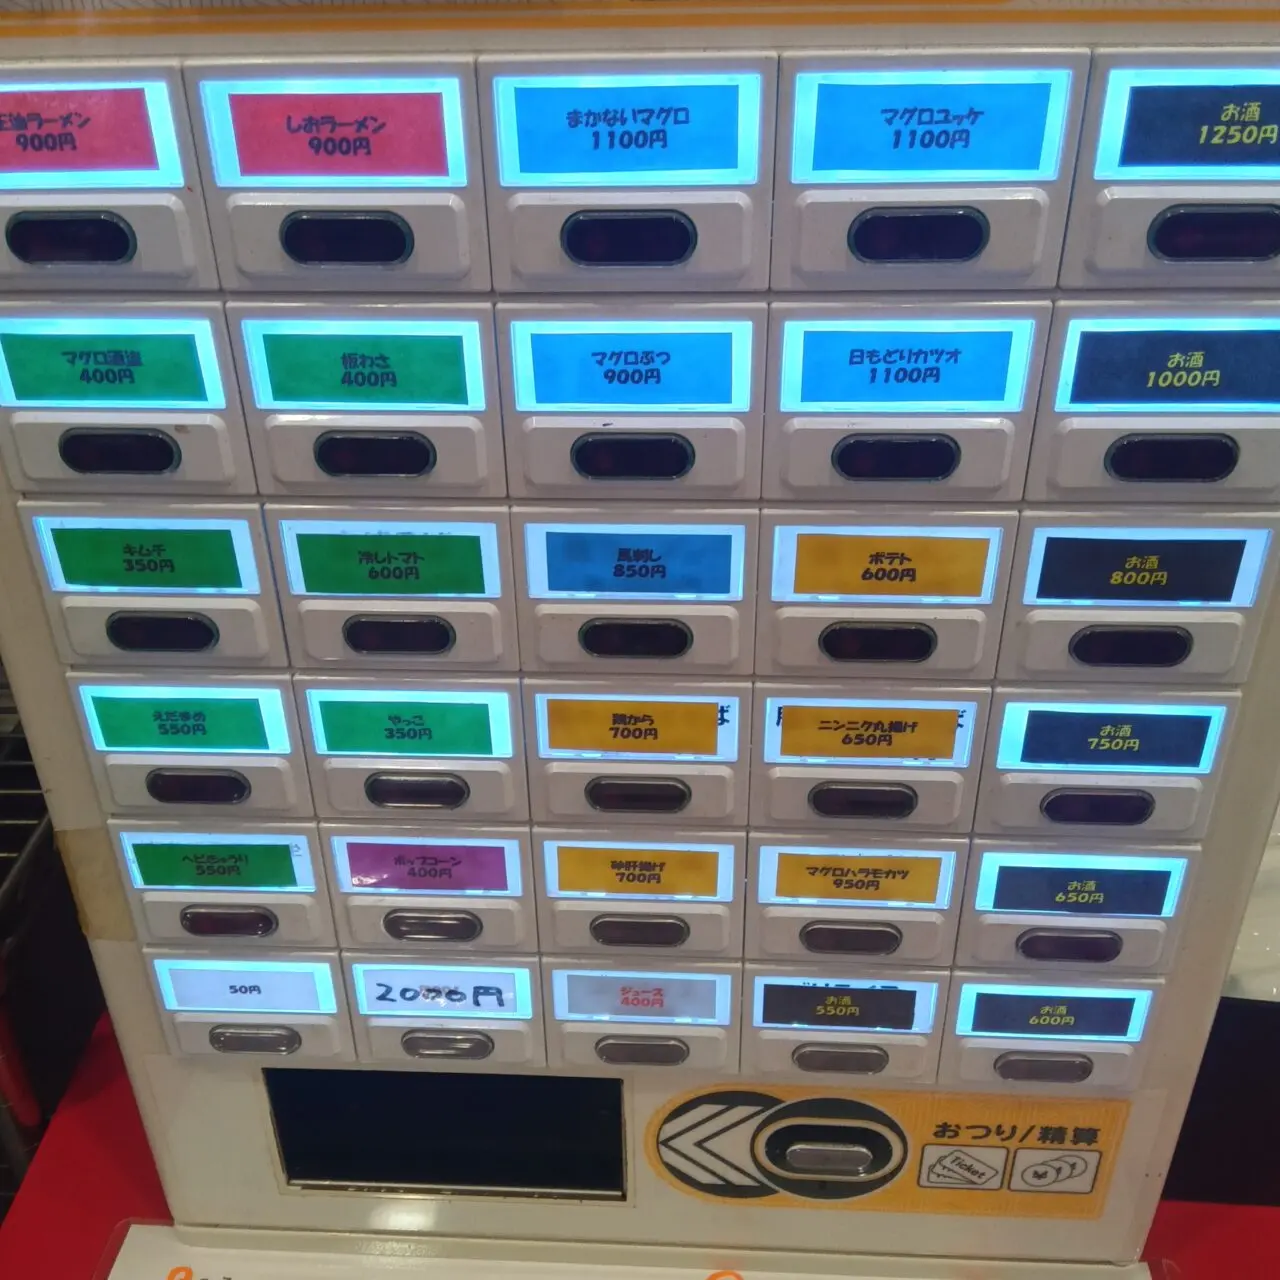 油ラーメン
900円
しおラーメン
900円
まかないマグロ
1100円
マグロユッケ
1100円
お酒
1250円
マグロ酒盗
400円
板わさ
400円
マグロぶつ
900円
日もどりカツオ
1100円
お酒
1000円
キムチ
350円
冷しトマト
600円
馬刺し
850円
ポテト
600円
お酒
800円
えだまめ
550円
やっこ
350円
鶏から
700円
ば
ニンニク丸揚げ
650円
お酒
750円
ヘビきゅうり
550円
ポップコーン
400円
砂肝揚げ
700円
マグロハラモカツ
950円
お酒
650円
50円
2000円
ジュース
400円
お酒
550円
お酒
600円
おつり/精算
Ticket